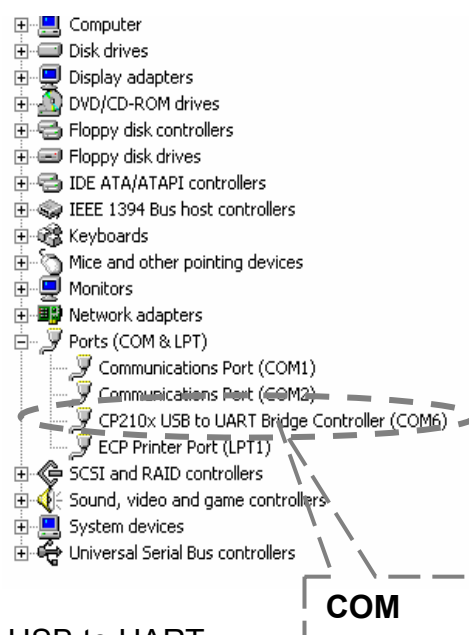 Computer
Disk drives
Display adapters
DVD/CD-ROM drives
Floppy disk controllers
Floppy disk drives
IDE ATA/ATAPI controllers
IEEE 1394 Bus host controllers
Keyboards
Mice and other pointing devices
Monitors
Network adapters
Ports (COM & LPT)
Communications Port (COM1)
Communications Port (COM2)
CP210x USB to UART Bridge Controller (COM6)
ECP Printer Port (LPT1)
SCSI and RAID controllers
Sound, video and game controllers
System devices
Universal Serial Bus controllers
COM
USB to UART